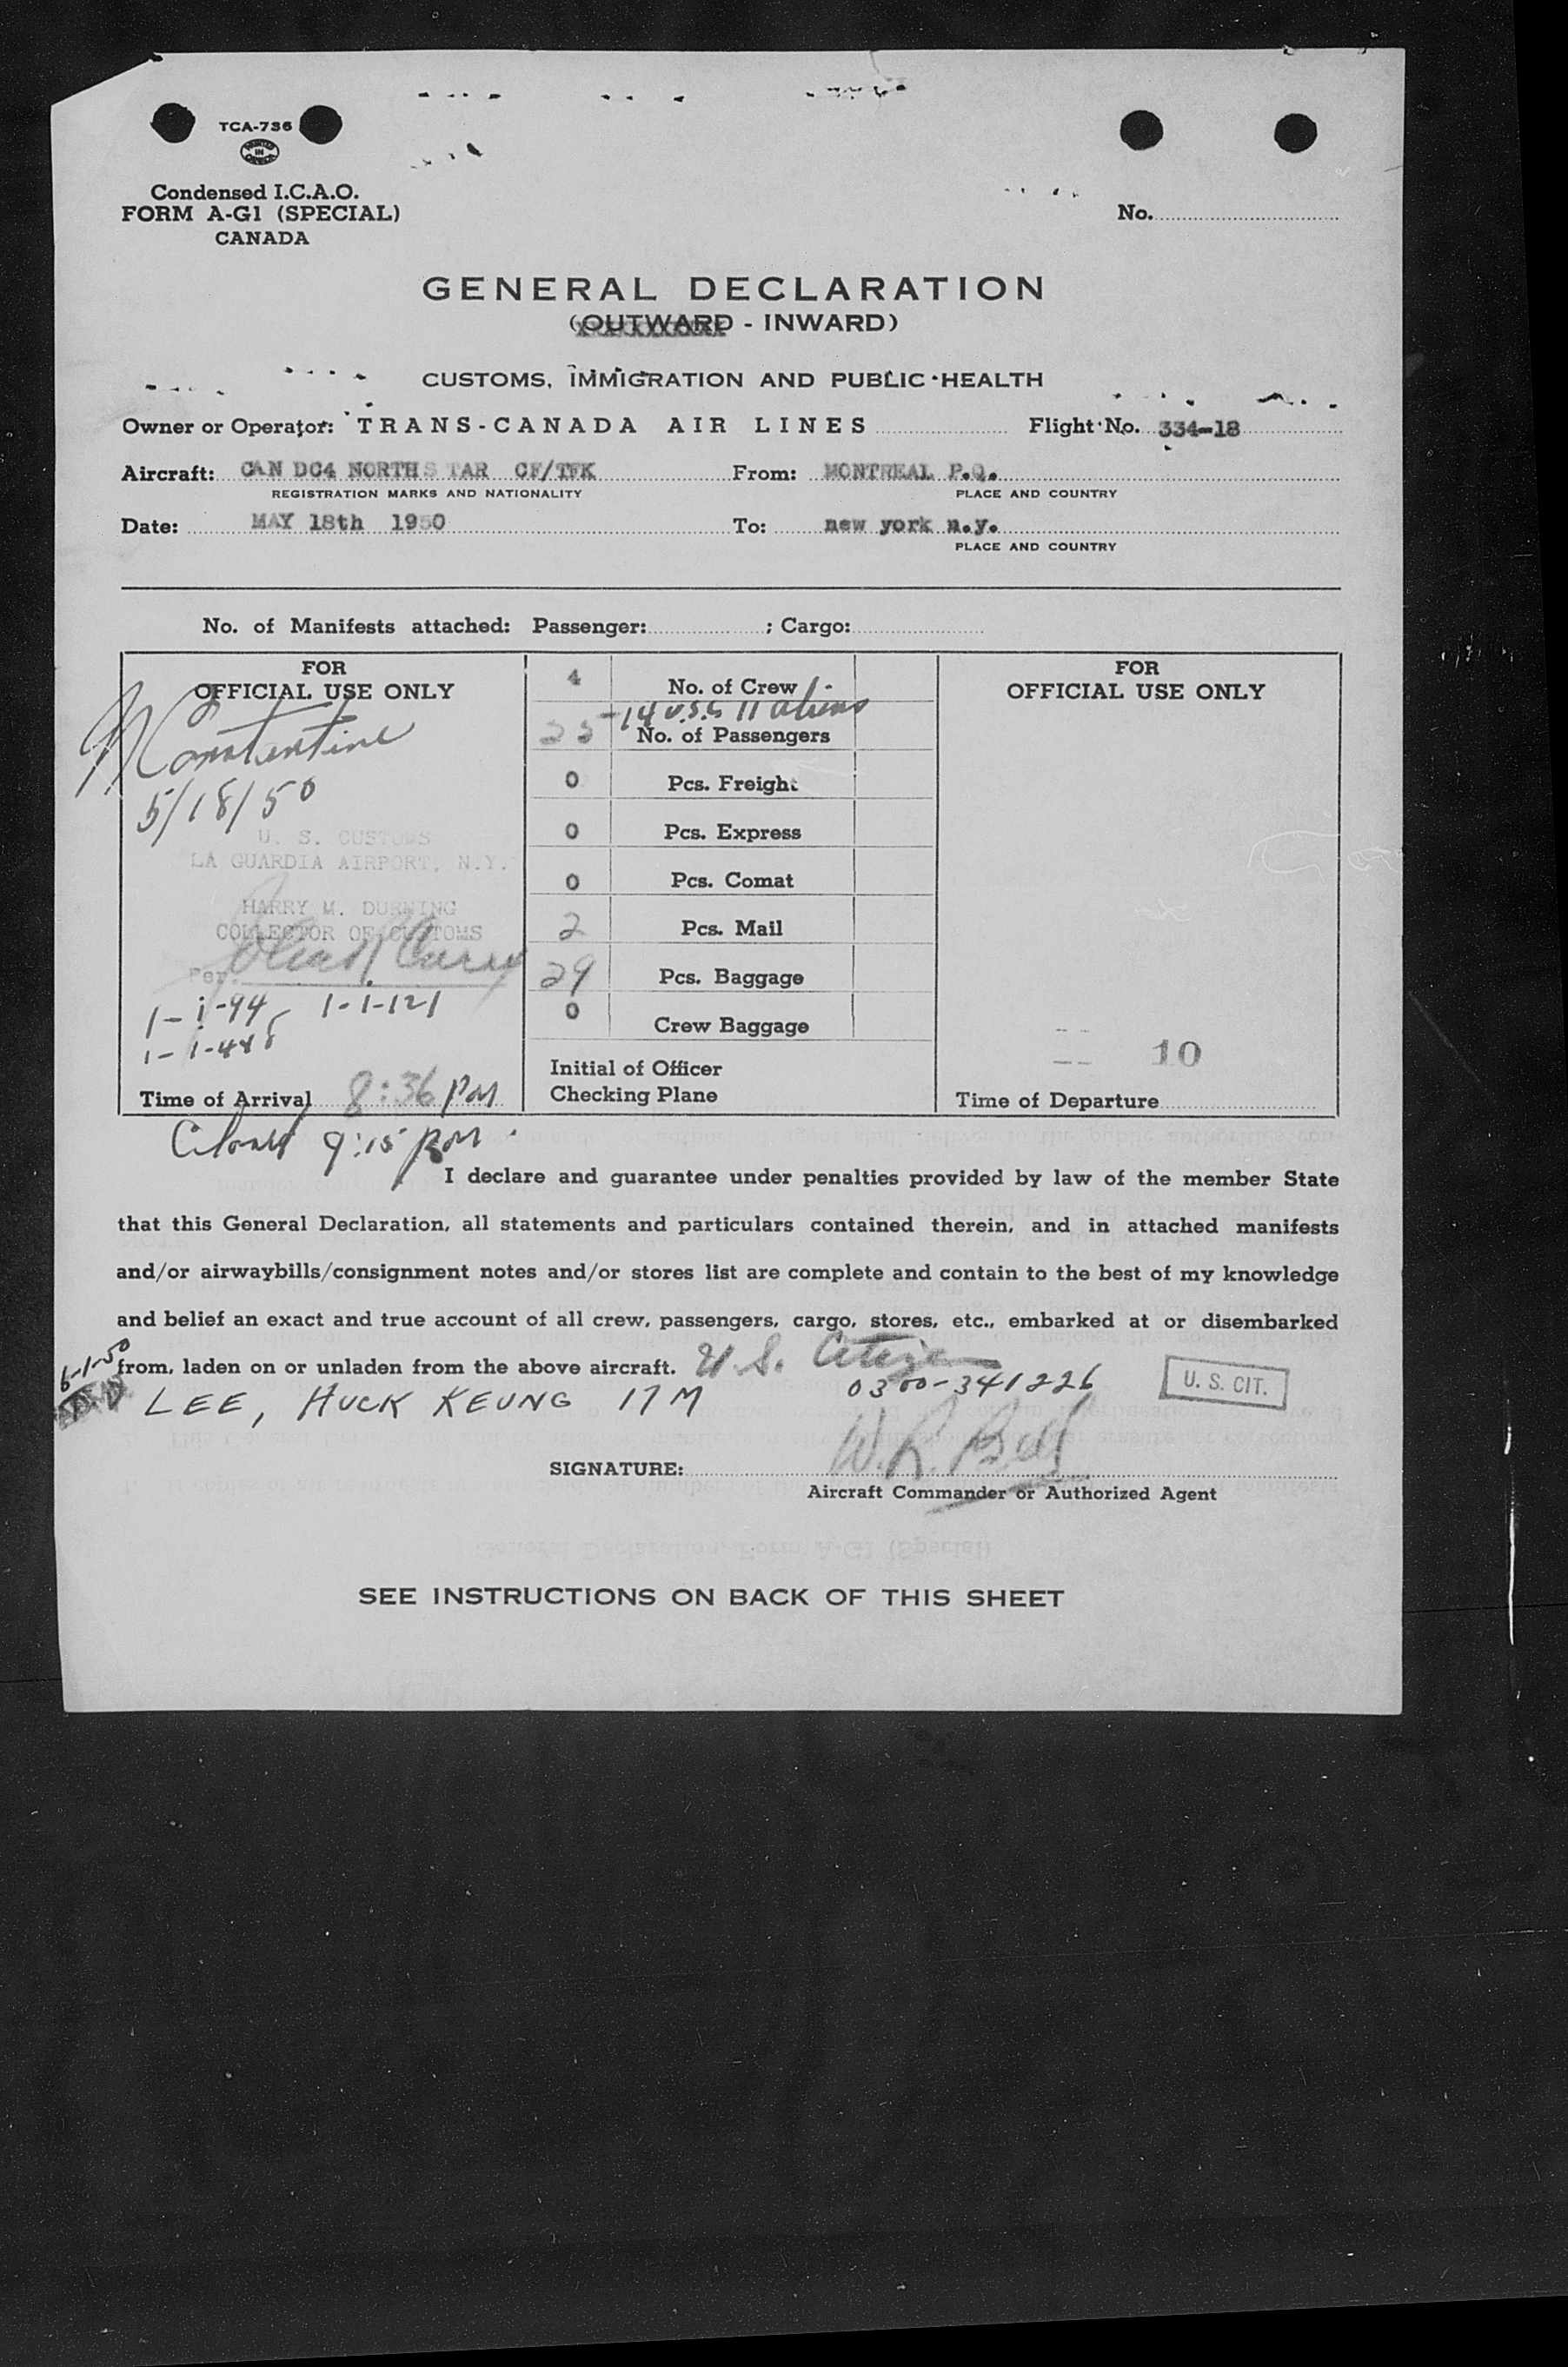 TCA-736
PRINTED IN CANADA
Condensed I.C.A.O.
FORM A-G1 (SPECIAL)
CANADA
No.
GENERAL DECLARATION
(OUTWARD - INWARD)
CUSTOMS, IMMIGRATION AND PUBLIC HEALTH
Owner or Operator: TRANS-CANADA AIR LINES Flight No. 334-18
Aircraft: CAN DC4 NORTH STAR CF/TFK From: MONTREAL P.Q.
REGISTRATION MARKS AND NATIONALITY PLACE AND COUNTRY
Date: MAY 18th 1950 To: new york n.y.
PLACE AND COUNTRY
No. of Manifests attached: Passenger: ; Cargo:
FOR
OFFICIAL USE ONLY
Constentine
5/18/50
U. S. CUSTOMS
LA GUARDIA AIRPORT, N.Y.
HARRY M. DURNING
COLLECTOR OF CUSTOMS
Per.
1-1-94 1-1-121
1-1-448
Time of Arrival 8:36 PM
4 No. of Crew
25 -14 U.S.C 11 aliens
No. of Passengers
0 Pcs. Freight
0 Pcs. Express
0 Pcs. Comat
2 Pcs. Mail
29 Pcs. Baggage
0 Crew Baggage
Initial of Officer
Checking Plane
FOR
OFFICIAL USE ONLY
10
Time of Departure
9:15 PM
I declare and guarantee under penalties provided by law of the member State
that this General Declaration, all statements and particulars contained therein, and in attached manifests
and/or airwaybills/consignment notes and/or stores list are complete and contain to the best of my knowledge
and belief an exact and true account of all crew, passengers, cargo, stores, etc., embarked at or disembarked
from, laden on or unladen from the above aircraft. U.S. Citizen
6-1-50
LEE, HUCK KEUNG 17 M 0300-341226 U. S. CIT.
SIGNATURE: W. R. Bell
Aircraft Commander or Authorized Agent
SEE INSTRUCTIONS ON BACK OF THIS SHEET